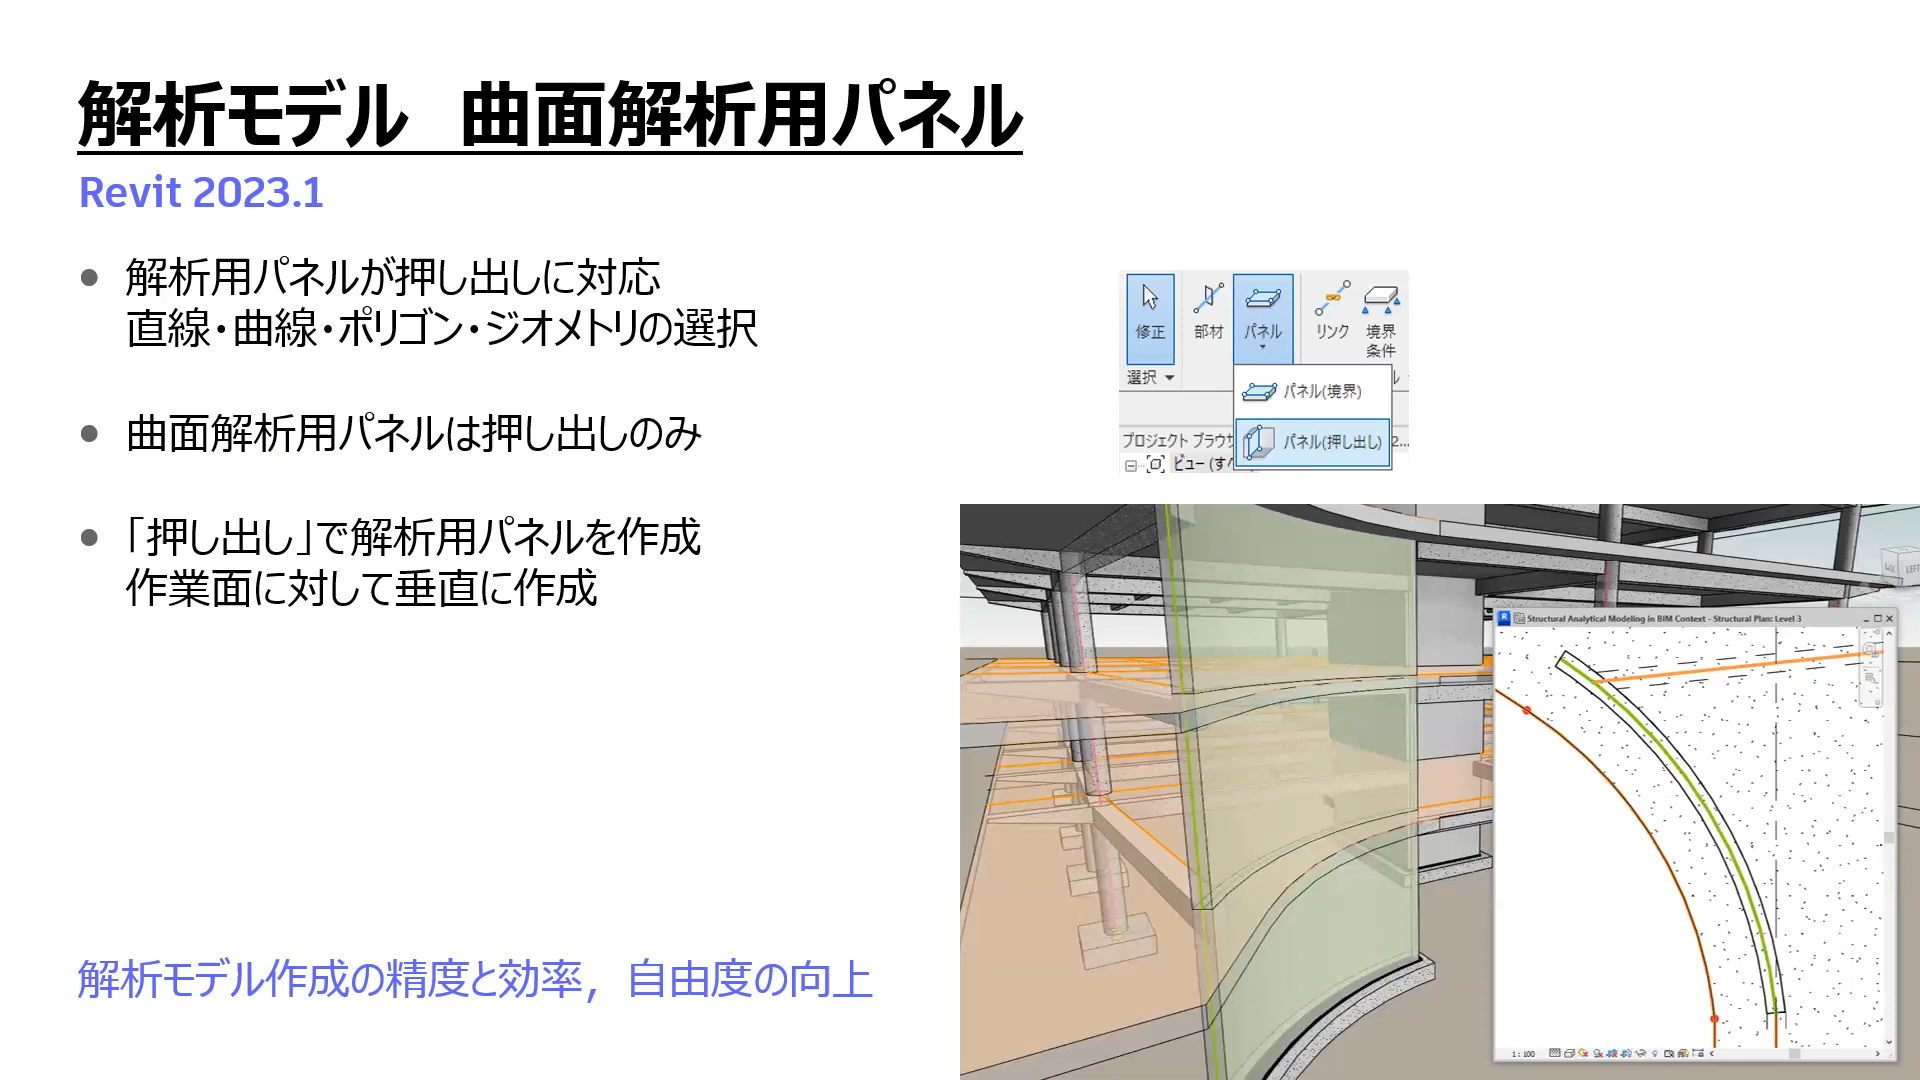 解析モデル　曲面解析用パネル
Revit 2023.1
解析用パネルが押し出しに対応
直線・曲線・ポリゴン・ジオメトリの選択
曲面解析用パネルは押し出しのみ
「押し出し」で解析用パネルを作成
作業面に対して垂直に作成
解析モデル作成の精度と効率，自由度の向上
修正
部材
パネル
リンク
境界
条件
選択
パネル(境界)
パネル(押し出し)
プロジェクト ブラウザ
2...
ビュー (すべ
LEFT
Structural Analytical Modeling in BIM Context - Structural Plan: Level 3
1 : 100